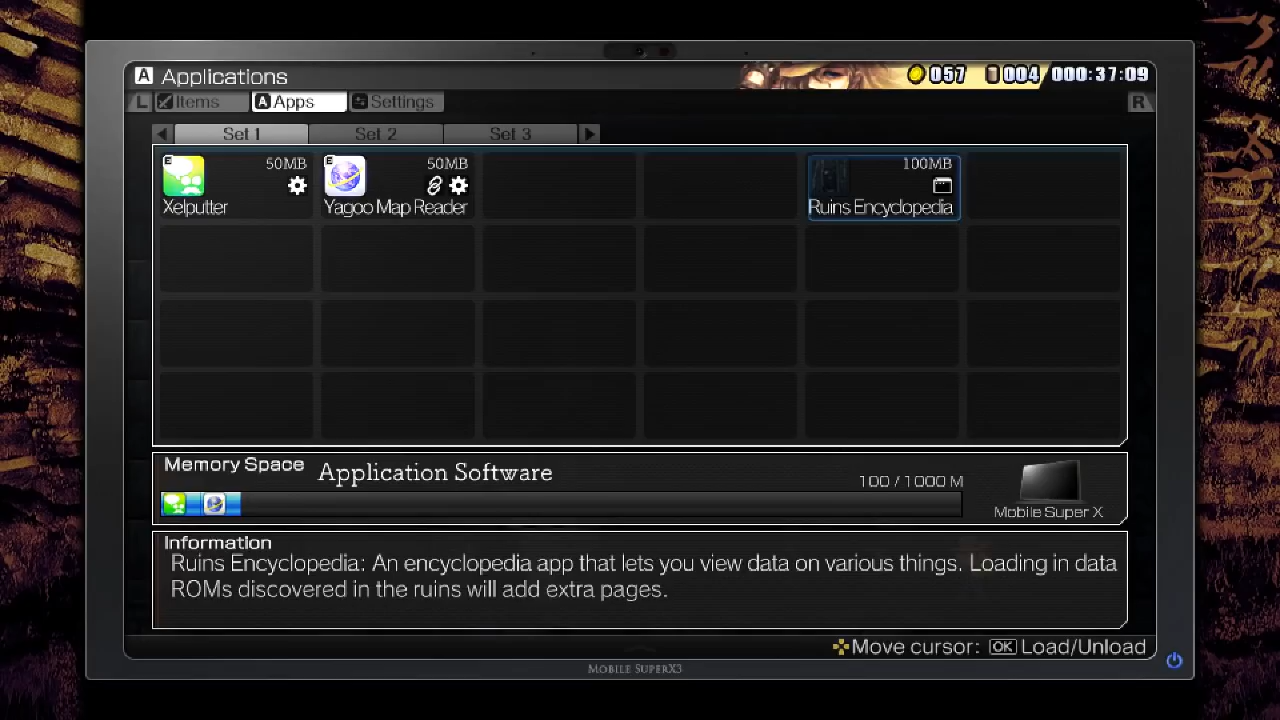 A Applications
057 004 000:37:09
L Items A Apps Settings R
Set 1 Set 2 Set 3
E 50MB E 50MB 100MB
Xelputter Yagoo Map Reader Ruins Encyclopedia
Memory Space Application Software
100 / 1000 M
Mobile Super X
Information
Ruins Encyclopedia: An encyclopedia app that lets you view data on various things. Loading in data
ROMs discovered in the ruins will add extra pages.
Move cursor: OK Load/Unload
MOBILE SUPERX3